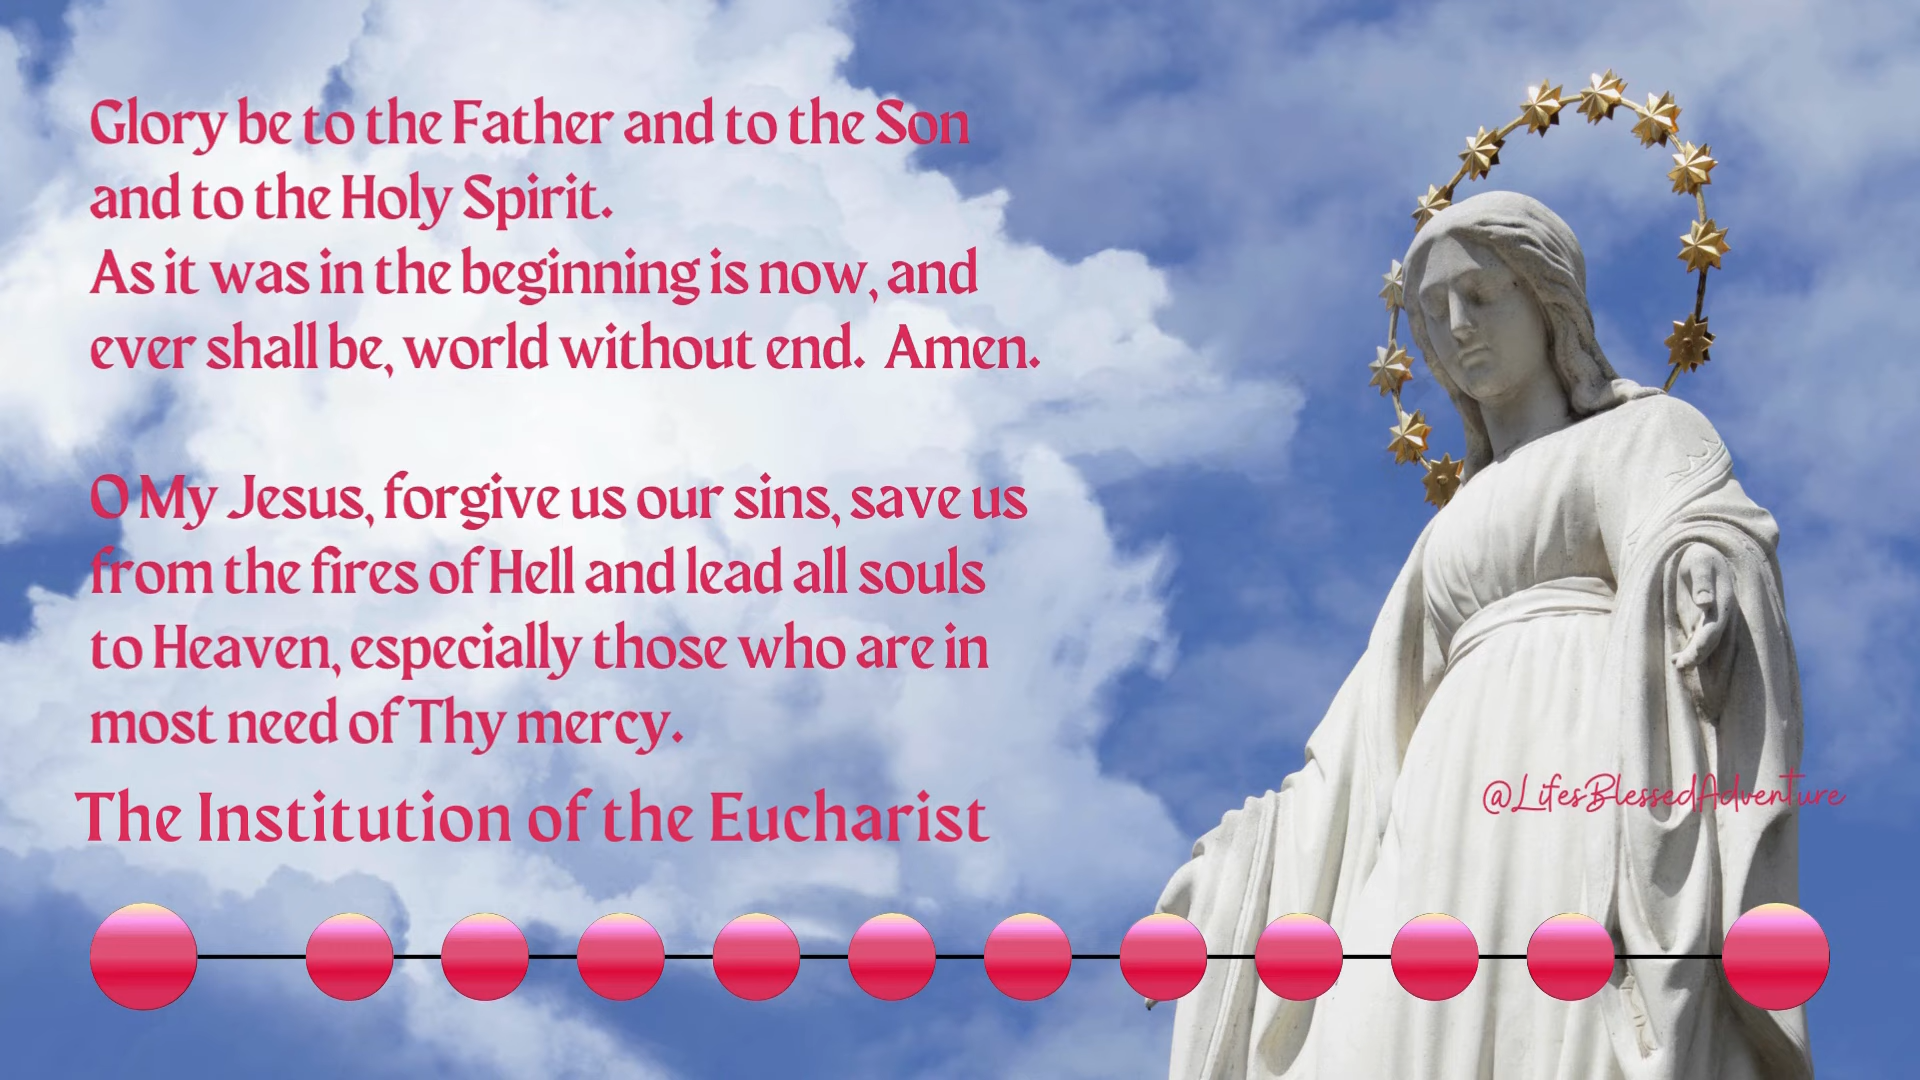 Glory be to the Father and to the Son
and to the Holy Spirit.
As it was in the beginning is now, and
ever shall be, world without end.  Amen.
O My Jesus, forgive us our sins, save us
from the fires of Hell and lead all souls
to Heaven, especially those who are in
most need of Thy mercy.
The Institution of the Eucharist
@LifesBlessedAdventure